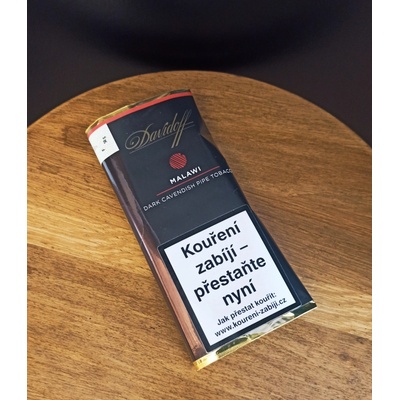 Davidoff
MALAWI
DARK CAVENDISH PIPE TOBACCO
Kouření
zabíjí –
přestaňte
nyní
Jak přestat kouřit:
www.koureni-zabiji.cz